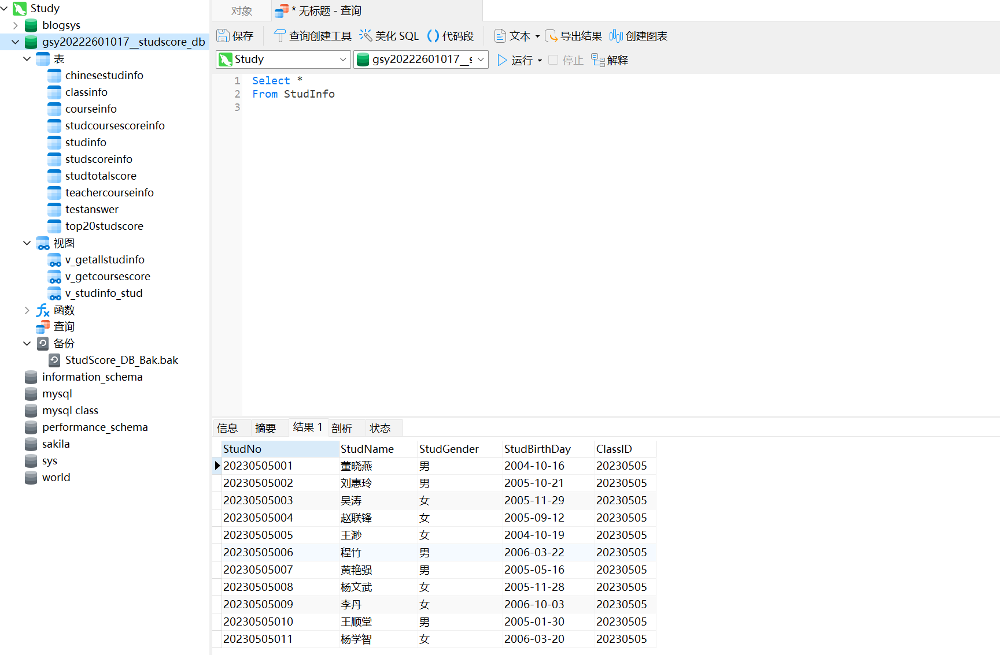 Study
blogsys
gsy20222601017__studscore_db
表
chinesestudinfo
classinfo
courseinfo
studcoursescoreinfo
studinfo
studscoreinfo
studtotalscore
teachercourseinfo
testanswer
top20studscore
视图
v_getallstudinfo
v_getcoursescore
v_studinfo_stud
函数
查询
备份
StudScore_DB_Bak.bak
information_schema
mysql
mysql class
performance_schema
sakila
sys
world
对象 * 无标题 - 查询
保存 查询创建工具 美化 SQL 代码段 文本 导出结果 创建图表
Study gsy20222601017__s 运行 停止 解释
1 Select *
2 From StudInfo
3
信息 摘要 结果 1 剖析 状态
StudNo StudName StudGender StudBirthDay ClassID
20230505001 董晓燕 男 2004-10-16 20230505
20230505002 刘惠玲 男 2005-10-21 20230505
20230505003 吴涛 女 2005-11-29 20230505
20230505004 赵联锋 女 2005-09-12 20230505
20230505005 王渺 女 2004-10-19 20230505
20230505006 程竹 男 2006-03-22 20230505
20230505007 黄艳强 男 2005-05-16 20230505
20230505008 杨文武 女 2005-11-28 20230505
20230505009 李丹 女 2006-10-03 20230505
20230505010 王顺堂 男 2005-01-30 20230505
20230505011 杨学智 女 2006-03-20 20230505